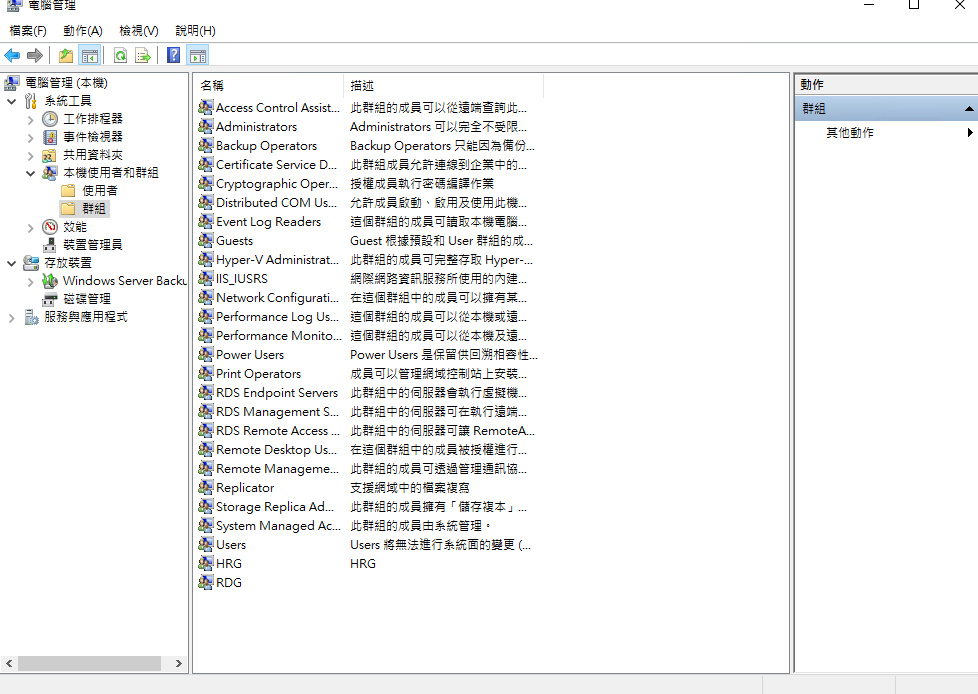 電腦管理
檔案(F) 動作(A) 檢視(V) 說明(H)
電腦管理 (本機)
系統工具
工作排程器
事件檢視器
共用資料夾
本機使用者和群組
使用者
群組
效能
裝置管理員
存放裝置
Windows Server Backu
磁碟管理
服務與應用程式
名稱 描述
Access Control Assist... 此群組的成員可以從遠端查詢此...
Administrators Administrators 可以完全不受限...
Backup Operators Backup Operators 只能因為備份...
Certificate Service D... 此群組成員允許連線到企業中的...
Cryptographic Oper... 授權成員執行密碼編譯作業
Distributed COM Us... 允許成員啟動、啟用及使用此機...
Event Log Readers 這個群組的成員可讀取本機電腦...
Guests Guest 根據預設和 User 群組的成...
Hyper-V Administrat... 此群組的成員可完整存取 Hyper-...
IIS_IUSRS 網際網路資訊服務所使用的內建...
Network Configurati... 在這個群組中的成員可以擁有某...
Performance Log Us... 這個群組的成員可以從本機或遠...
Performance Monito... 這個群組的成員可以從本機及遠...
Power Users Power Users 是保留供回溯相容性...
Print Operators 成員可以管理網域控制站上安裝...
RDS Endpoint Servers 此群組中的伺服器會執行虛擬機...
RDS Management S... 此群組中的伺服器可在執行遠端...
RDS Remote Access ... 此群組中的伺服器可讓 RemoteA...
Remote Desktop Us... 在這個群組中的成員被授權進行...
Remote Manageme... 此群組的成員可透過管理通訊協...
Replicator 支援網域中的檔案複寫
Storage Replica Ad... 此群組的成員擁有「儲存複本」...
System Managed Ac... 此群組的成員由系統管理。
Users Users 將無法進行系統面的變更 (...
HRG HRG
RDG
動作
群組
其他動作